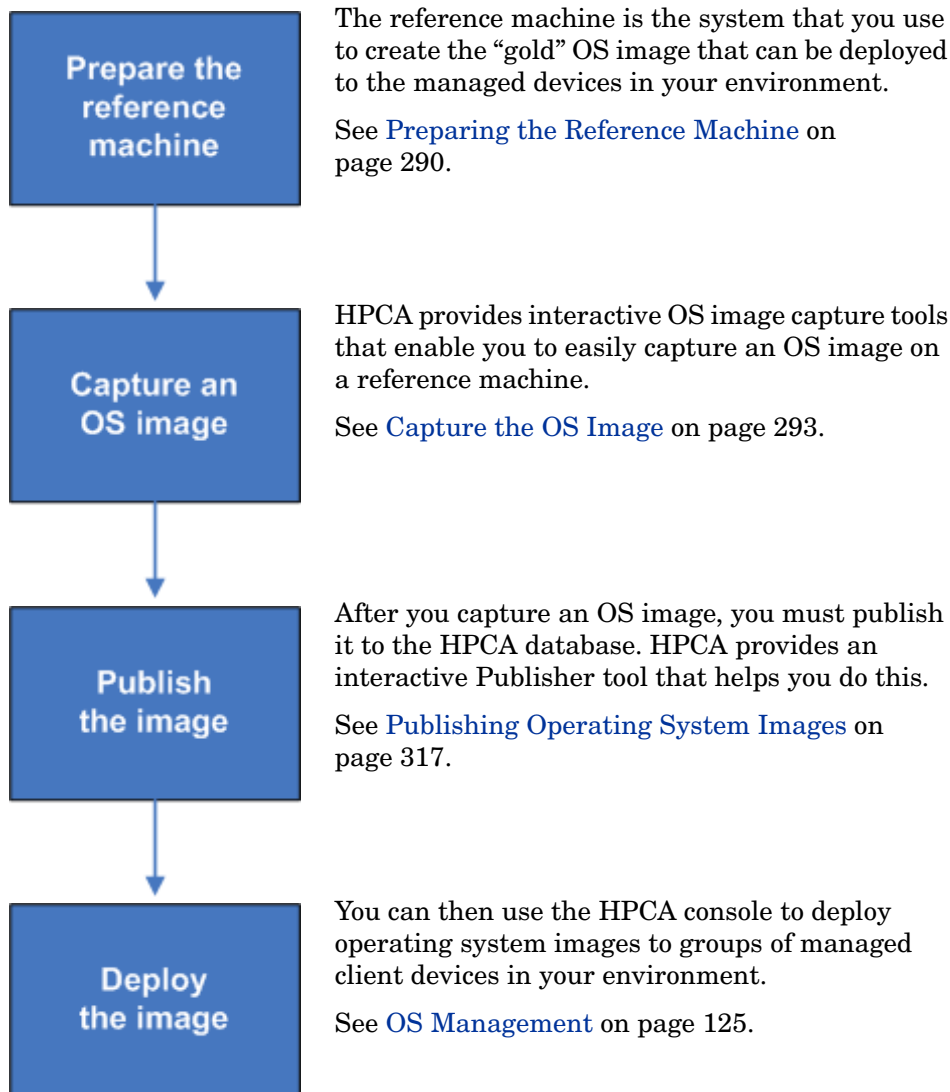 Prepare the
reference
machine
The reference machine is the system that you use
to create the “gold” OS image that can be deployed
to the managed devices in your environment.
See Preparing the Reference Machine on
page 290.
Capture an
OS image
HPCA provides interactive OS image capture tools
that enable you to easily capture an OS image on
a reference machine.
See Capture the OS Image on page 293.
Publish
the image
After you capture an OS image, you must publish
it to the HPCA database. HPCA provides an
interactive Publisher tool that helps you do this.
See Publishing Operating System Images on
page 317.
Deploy
the image
You can then use the HPCA console to deploy
operating system images to groups of managed
client devices in your environment.
See OS Management on page 125.